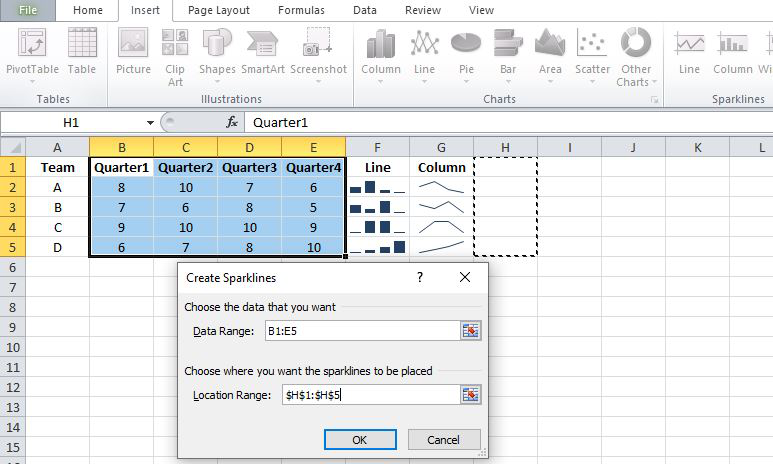 File Home Insert Page Layout Formulas Data Review View
PivotTable Table Picture Clip Art Shapes SmartArt Screenshot Column Line Pie Bar Area Scatter Other Charts Line Column
Tables Illustrations Charts Sparklines
H1 fx Quarter1
A B C D E F G H I J K L
1 Team Quarter1 Quarter2 Quarter3 Quarter4 Line Column
2 A 8 10 7 6
3 B 7 6 8 5
4 C 9 10 10 9
5 D 6 7 8 10
6
7
8
9
10
11
12
13
14
15
Create Sparklines ? X
Choose the data that you want
Data Range: B1:E5
Choose where you want the sparklines to be placed
Location Range: $H$1:$H$5
OK Cancel